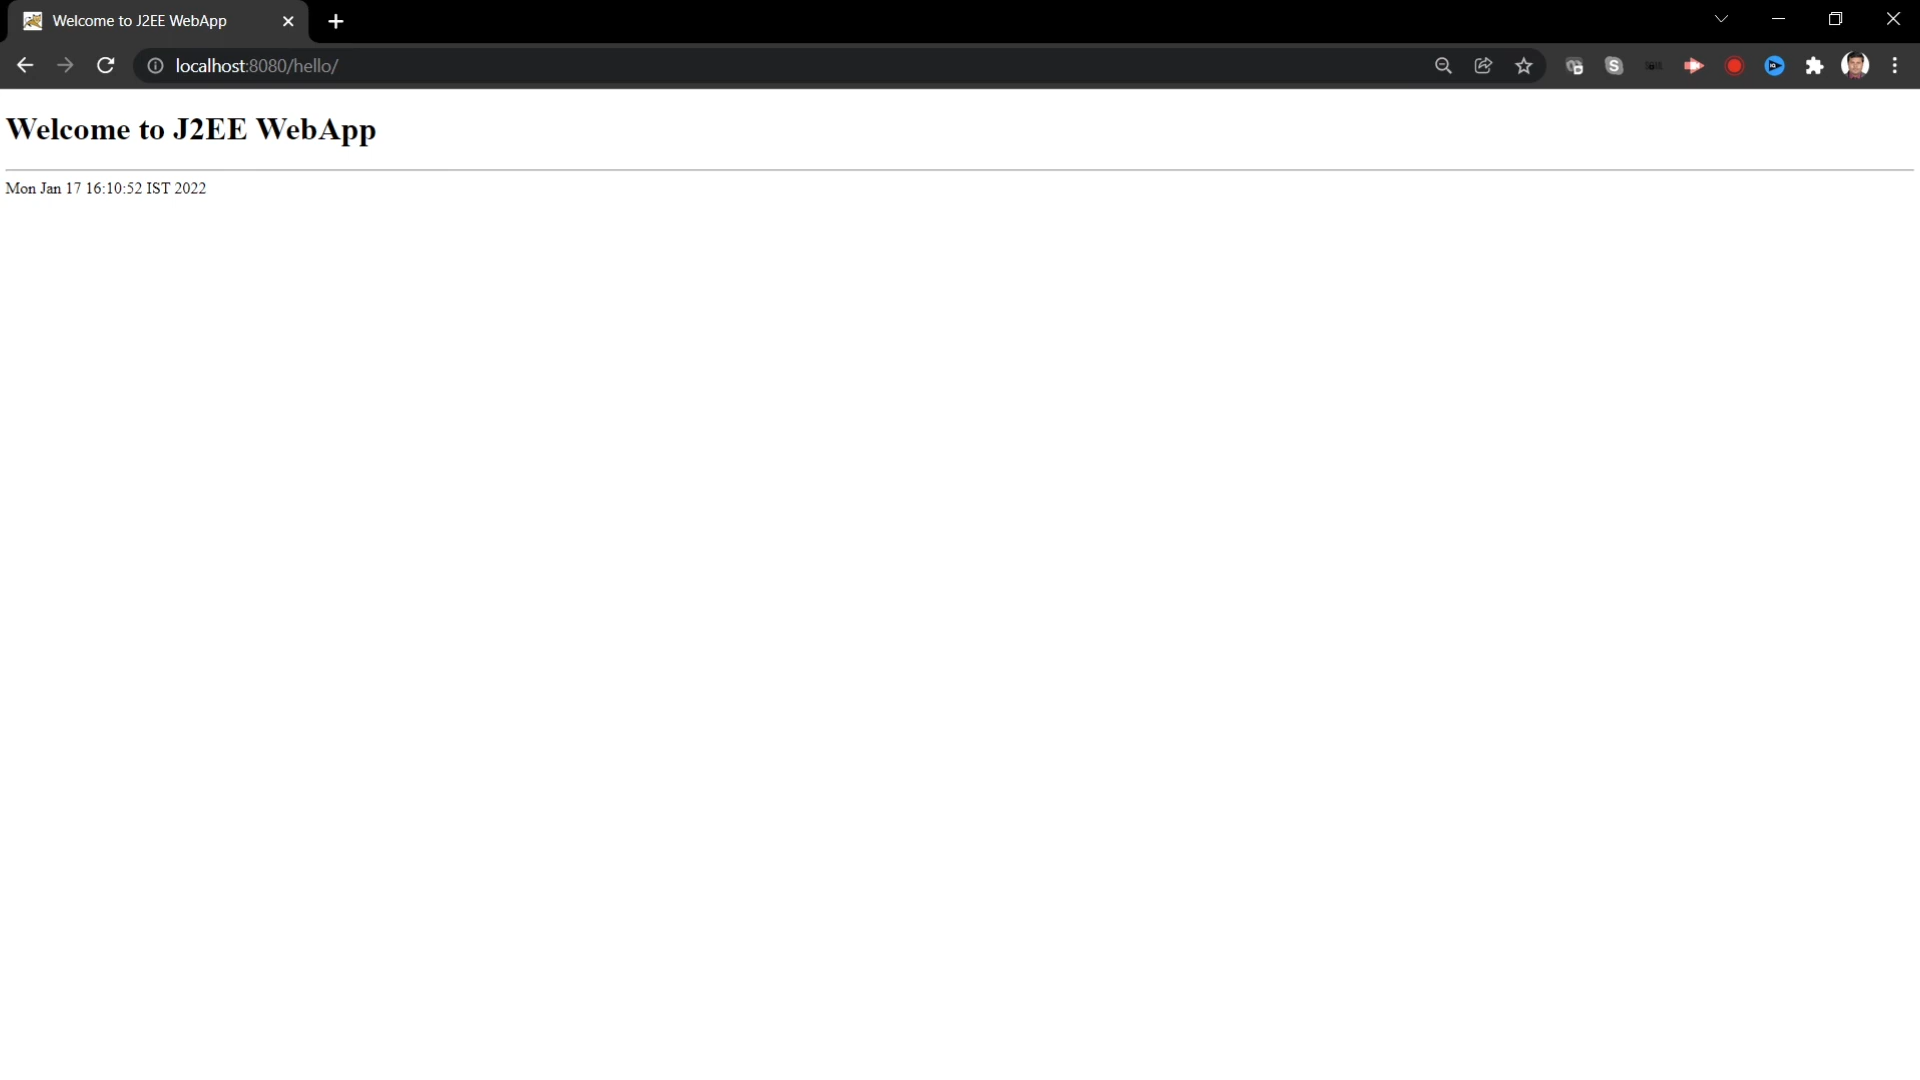 Welcome to J2EE WebApp
localhost:8080/hello/
Welcome to J2EE WebApp
Mon Jan 17 16:10:52 IST 2022